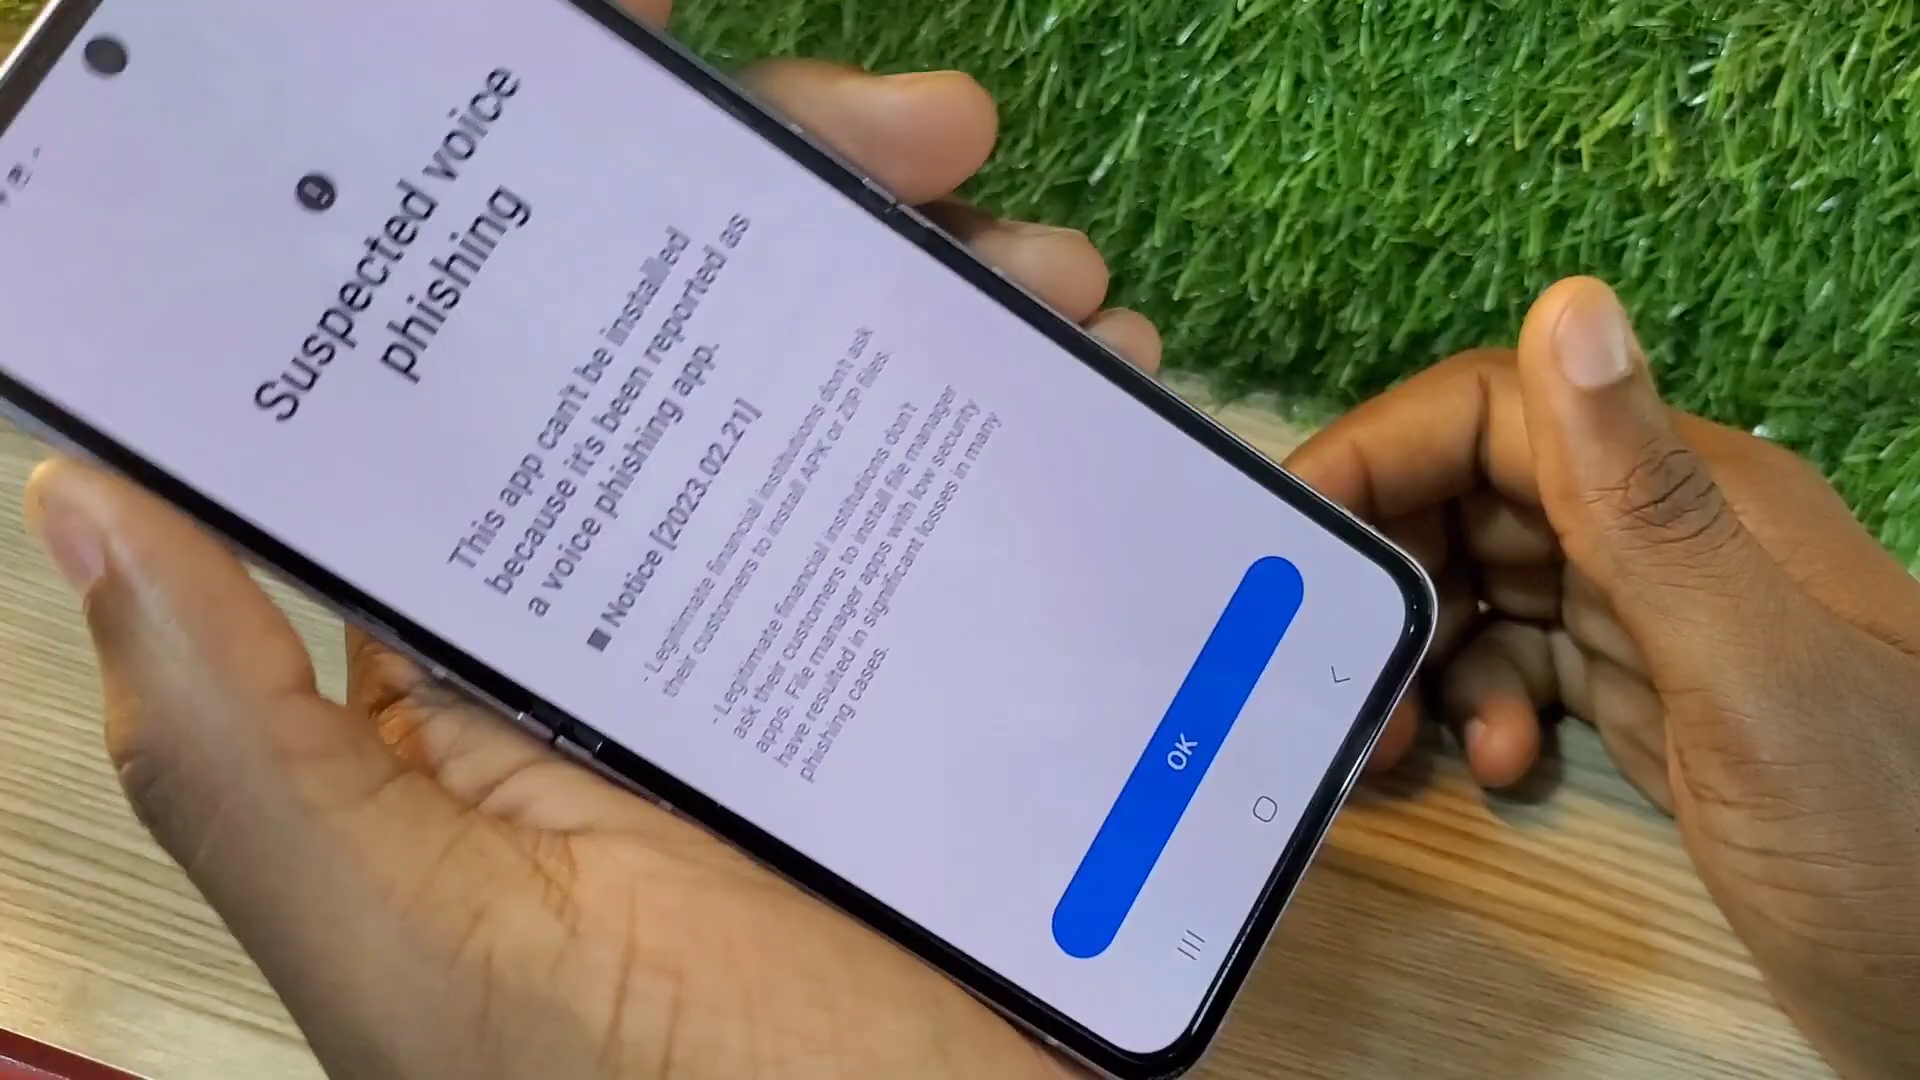 Suspected voice
phishing
This app can't be installed
because it's been reported as
a voice phishing app.
■ Notice [2023.02.21]
- Legitimate financial institutions don't ask
their customers to install APK or ZIP files.
- Legitimate financial institutions don't
ask their customers to install file manager
apps. File manager apps with low security
have resulted in significant losses in many
phishing cases.
OK